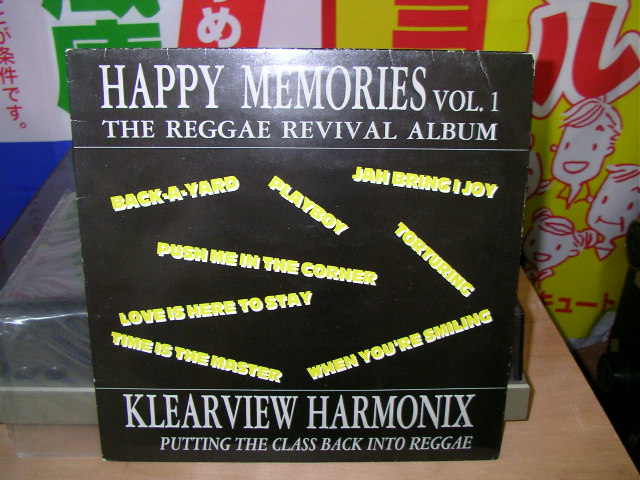 HAPPY MEMORIES VOL. 1
THE REGGAE REVIVAL ALBUM
BACK-A-YARD
PLAYBOY
JAH BRING I JOY
PUSH ME IN THE CORNER
TORTURING
LOVE IS HERE TO STAY
TIME IS THE MASTER
WHEN YOU'RE SMILING
KLEARVIEW HARMONIX
PUTTING THE CLASS BACK INTO REGGAE
が条件です。
め
ル
キュート